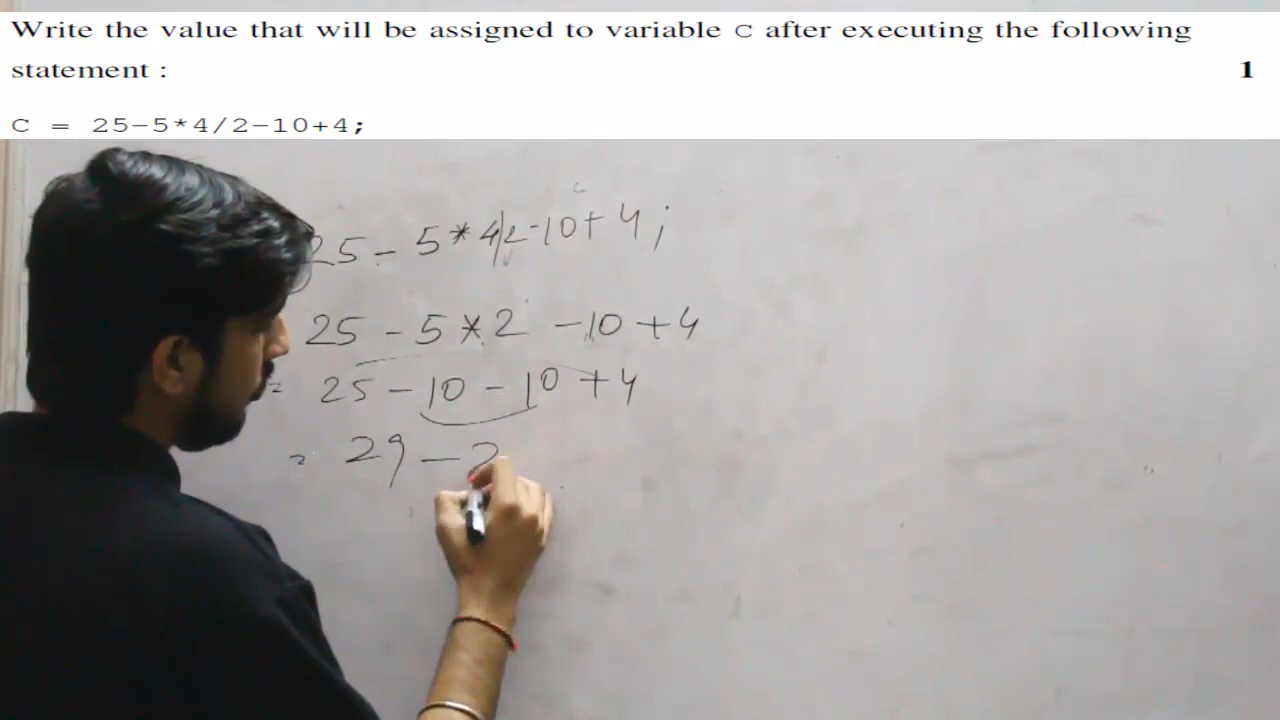 Write the value that will be assigned to variable C after executing the following
statement : 1
C = 25-5*4/2-10+4;
25 - 5*4/2-10+4;
25 - 5*2 -10+4
= 25-10-10+4
= 29-2